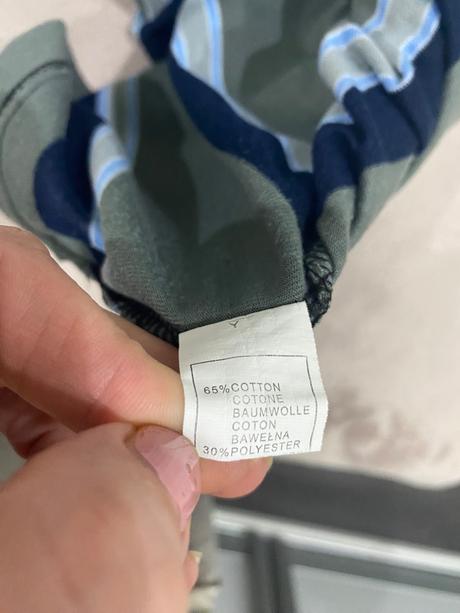 65% COTTON
COTONE
BAUMWOLLE
COTON
BAWEŁNA
30% POLYESTER